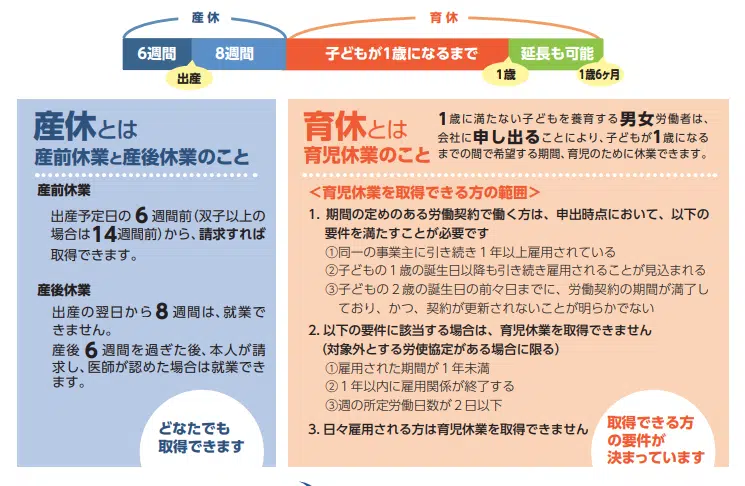 産休
育休
6週間
8週間
子どもが1歳になるまで
延長も可能
出産
1歳
1歳6ヶ月
産休とは
産前休業と産後休業のこと
産前休業
出産予定日の6週間前(双子以上の
場合は14週間前)から、請求すれば
取得できます。
産後休業
出産の翌日から8週間は、就業で
きません。
産後6週間を過ぎた後、本人が請
求し、医師が認めた場合は就業でき
ます。
どなたでも
取得できます
育休とは
育児休業のこと
1歳に満たない子どもを養育する男女労働者は、
会社に申し出ることにより、子どもが1歳になる
までの間で希望する期間、育児のために休業できます。
<育児休業を取得できる方の範囲>
1. 期間の定めのある労働契約で働く方は、申出時点において、以下の
要件を満たすことが必要です
①同一の事業主に引き続き1年以上雇用されている
②子どもの1歳の誕生日以降も引き続き雇用されることが見込まれる
③子どもの2歳の誕生日の前々日までに、労働契約の期間が満了し
ており、かつ、契約が更新されないことが明らかでない
2. 以下の要件に該当する場合は、育児休業を取得できません
(対象外とする労使協定がある場合に限る)
①雇用された期間が1年未満
②1年以内に雇用関係が終了する
③週の所定労働日数が2日以下
3. 日々雇用される方は育児休業を取得できません
取得できる方
の要件が
決まっています